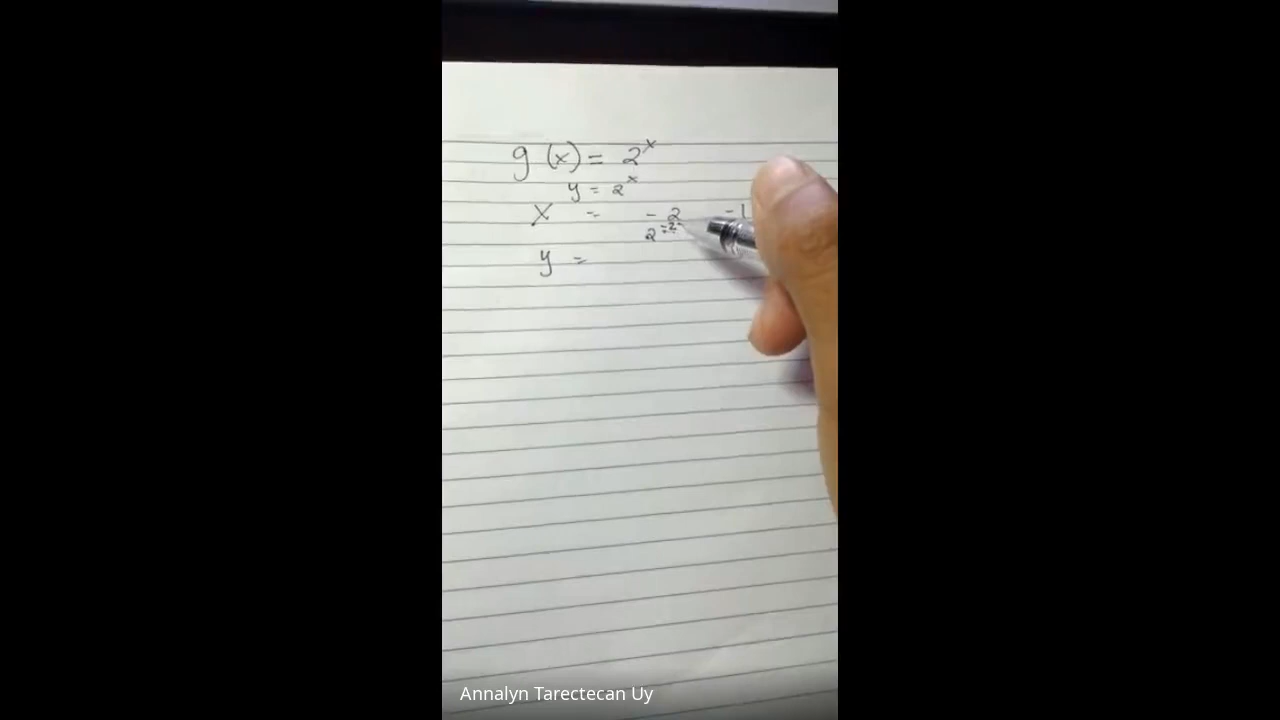 g (x) = 2^x
y = 2^x
x = -2 -1
2^-2
y =
Annalyn Tarectecan Uy